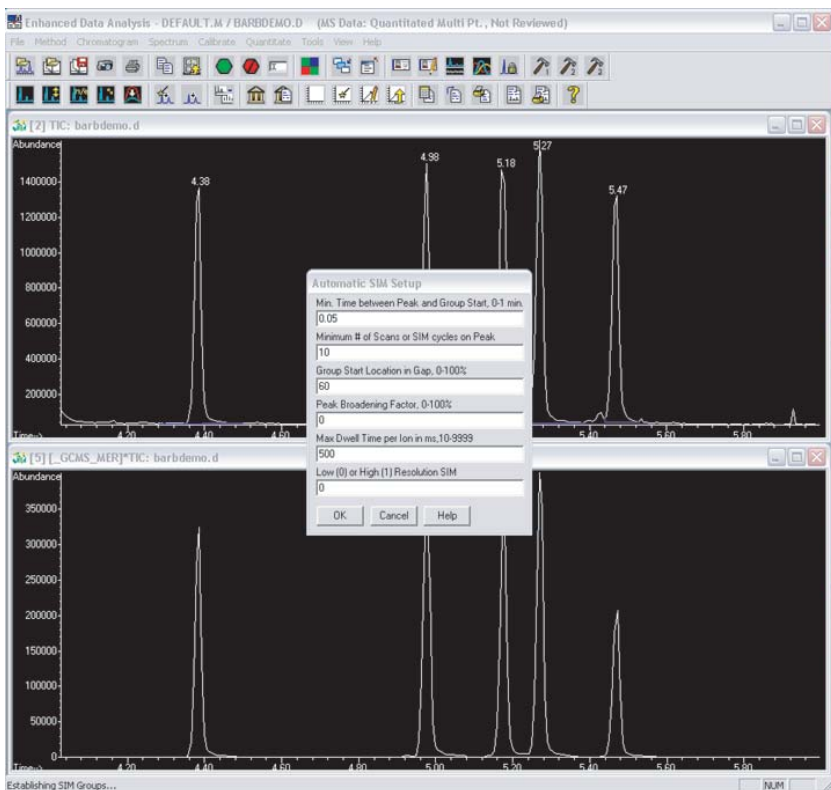 Enhanced Data Analysis - DEFAULT.M / BARBDEMO.D (MS Data: Quantitated Multi Pt., Not Reviewed)
File Method Chromatogram Spectrum Calibrate Quantitate Tools View Help
[2] TIC: barbdemo.d
Abundance
1400000
1200000
1000000
800000
600000
400000
200000
4.38
4.98
5.18
5.27
5.47
Time-->
4.20
4.40
4.60
5.40
5.60
5.80
Automatic SIM Setup
Min. Time between Peak and Group Start, 0-1 min.
0.05
Minimum # of Scans or SIM cycles on Peak
10
Group Start Location in Gap, 0-100%
60
Peak Broadening Factor, 0-100%
0
Max Dwell Time per Ion in ms,10-9999
500
Low (0) or High (1) Resolution SIM
0
OK Cancel Help
[5] [_GCMS_MER]*TIC: barbdemo.d
Abundance
350000
300000
250000
200000
150000
100000
50000
0
Time-->
4.20
4.40
4.60
4.80
5.00
5.20
5.40
5.60
5.80
Establishing SIM Groups...
NUM